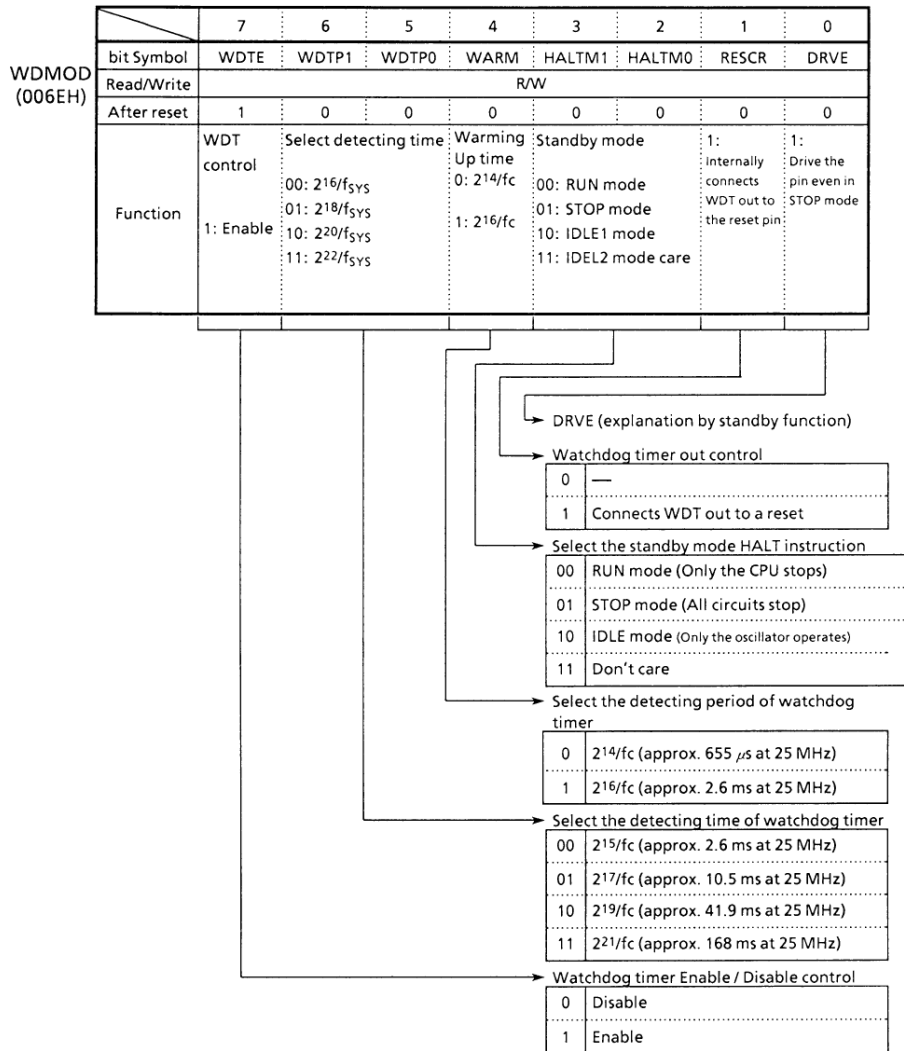 7 6 5 4 3 2 1 0
bit Symbol WDTE WDTP1 WDTP0 WARM HALTM1 HALTM0 RESCR DRVE
WDMOD
(006EH)
Read/Write R/W
After reset 1 0 0 0 0 0 0 0
Function
WDT
control
1: Enable
Select detecting time
00: 2¹⁶/fSYS
01: 2¹⁸/fSYS
10: 2²⁰/fSYS
11: 2²²/fSYS
Warming
Up time
0: 2¹⁴/fc
1: 2¹⁶/fc
Standby mode
00: RUN mode
01: STOP mode
10: IDLE1 mode
11: IDEL2 mode care
1:
Internally
connects
WDT out to
the reset pin
1:
Drive the
pin even in
STOP mode
DRVE (explanation by standby function)
Watchdog timer out control
0 —
1 Connects WDT out to a reset
Select the standby mode HALT instruction
00 RUN mode (Only the CPU stops)
01 STOP mode (All circuits stop)
10 IDLE mode (Only the oscillator operates)
11 Don't care
Select the detecting period of watchdog
timer
0 2¹⁴/fc (approx. 655 μs at 25 MHz)
1 2¹⁶/fc (approx. 2.6 ms at 25 MHz)
Select the detecting time of watchdog timer
00 2¹⁵/fc (approx. 2.6 ms at 25 MHz)
01 2¹⁷/fc (approx. 10.5 ms at 25 MHz)
10 2¹⁹/fc (approx. 41.9 ms at 25 MHz)
11 2²¹/fc (approx. 168 ms at 25 MHz)
Watchdog timer Enable / Disable control
0 Disable
1 Enable